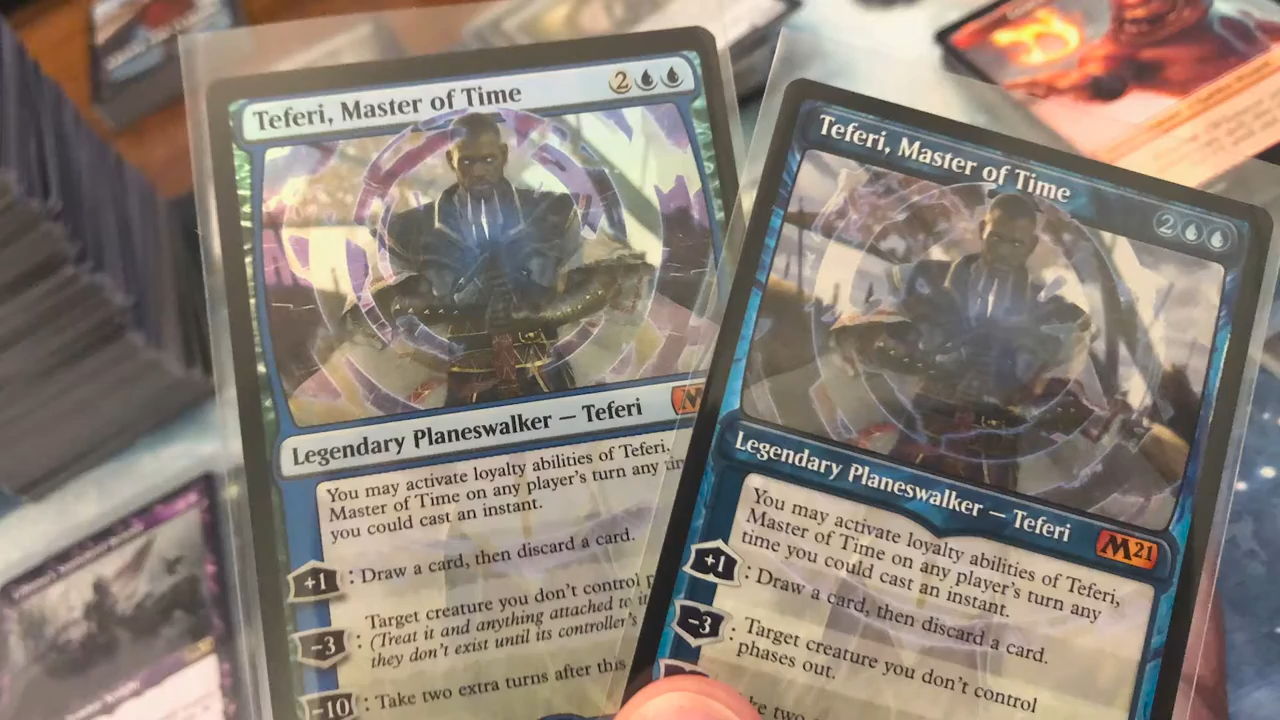 Teferi, Master of Time
2
Legendary Planeswalker — Teferi
You may activate loyalty abilities of Teferi,
Master of Time on any player's turn any
you could cast an instant.
+1 : Draw a card, then discard a card.
Target creature you don't control
-3 : (Treat it and anything attached to it
they don't exist until its controller's
-10 : Take two extra turns after this
Teferi, Master of Time
2
Legendary Planeswalker — Teferi
M21
You may activate loyalty abilities of Teferi,
Master of Time on any player's turn any
time you could cast an instant.
+1 : Draw a card, then discard a card.
-3 : Target creature you don't control
phases out.
two